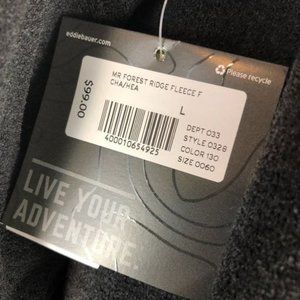 eddiebauer.com
Please recycle
$99.00
MR FOREST RIDGE FLEECE F
CHA/HEA
L
400010654925
DEPT 033
STYLE 0328
COLOR 130
SIZE 0060
LIVE YOUR
ADVENTURE.